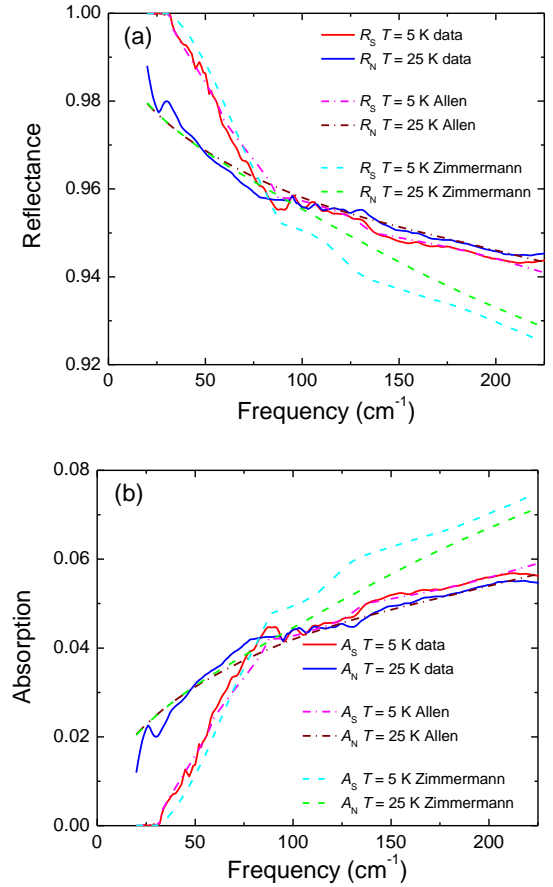 (a)
R_S T = 5 K data
R_N T = 25 K data
R_S T = 5 K Allen
R_N T = 25 K Allen
R_S T = 5 K Zimmermann
R_N T = 25 K Zimmermann
1.00
0.98
0.96
0.94
0.92
Reflectance
0 50 100 150 200
Frequency (cm⁻¹)
(b)
0.08
0.06
0.04
0.02
0.00
Absorption
A_S T = 5 K data
A_N T = 25 K data
A_S T = 5 K Allen
A_N T = 25 K Allen
A_S T = 5 K Zimmermann
A_N T = 25 K Zimmermann
0 50 100 150 200
Frequency (cm⁻¹)